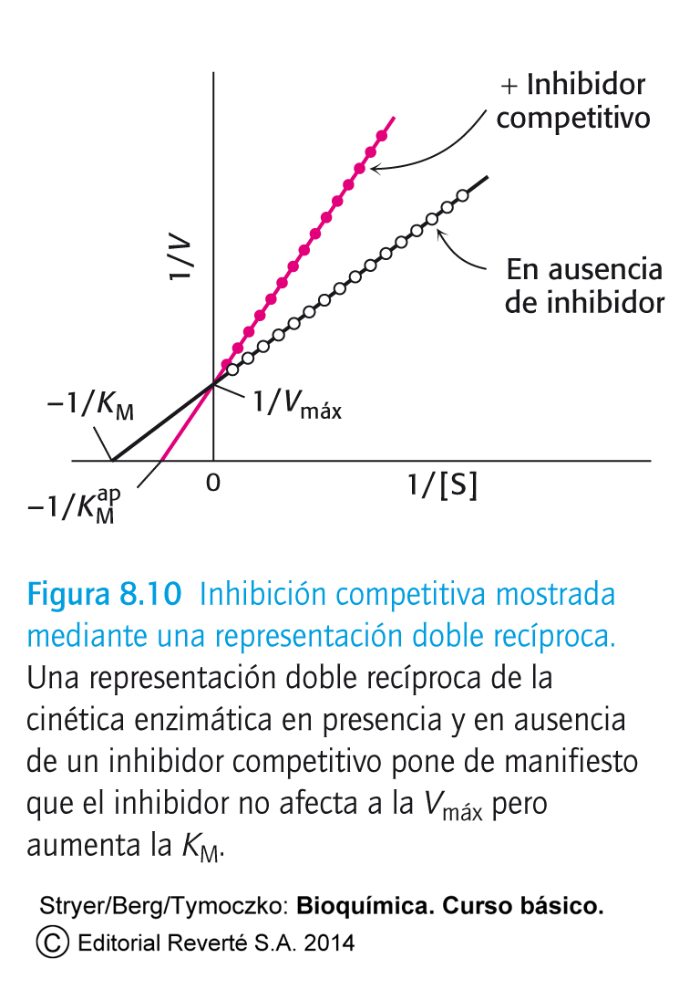 + Inhibidor
competitivo
1/V
En ausencia
de inhibidor
–1/KM
1/Vmáx
0
1/[S]
–1/KMap
Figura 8.10 Inhibición competitiva mostrada
mediante una representación doble recíproca.
Una representación doble recíproca de la
cinética enzimática en presencia y en ausencia
de un inhibidor competitivo pone de manifiesto
que el inhibidor no afecta a la Vmáx pero
aumenta la KM.
Stryer/Berg/Tymoczko: Bioquímica. Curso básico.
© Editorial Reverté S.A. 2014